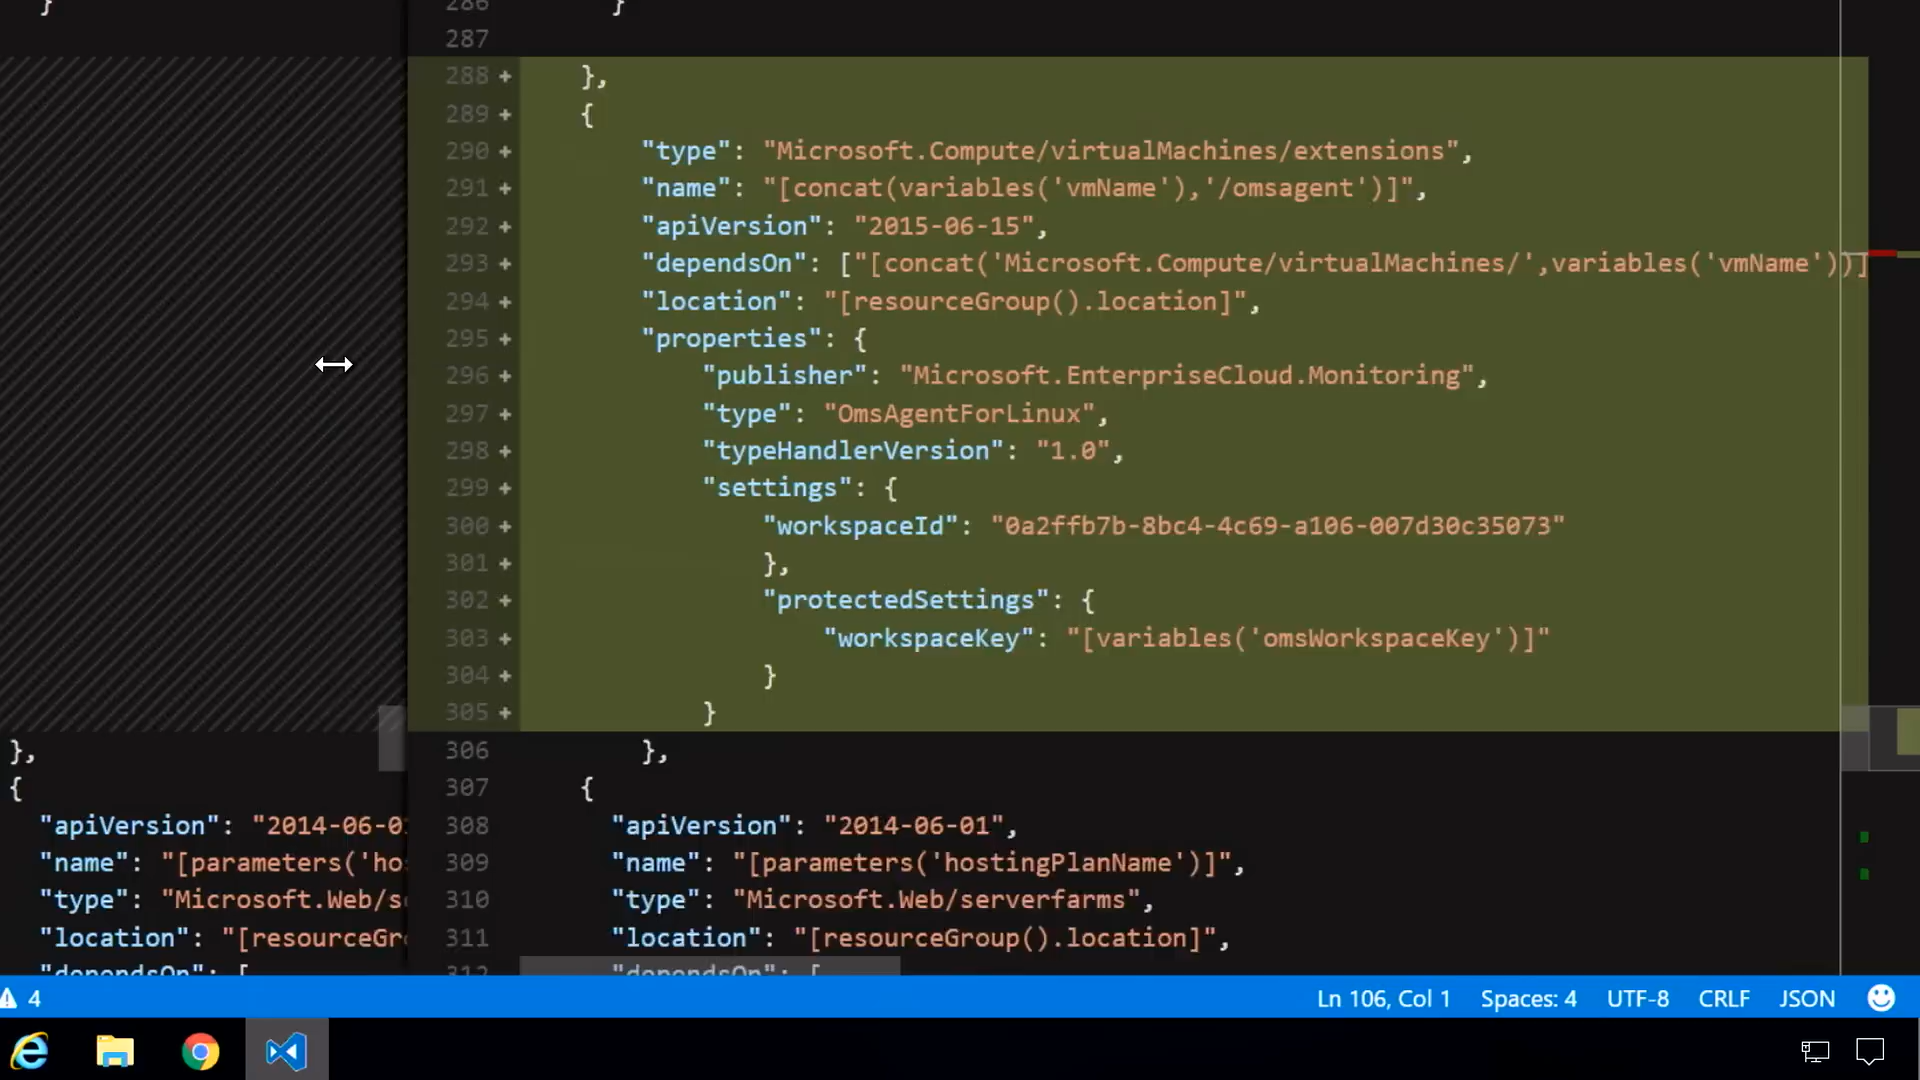 }
286 }
287
288 + },
289 + {
290 + "type": "Microsoft.Compute/virtualMachines/extensions",
291 + "name": "[concat(variables('vmName'),'/omsagent')]",
292 + "apiVersion": "2015-06-15",
293 + "dependsOn": ["[concat('Microsoft.Compute/virtualMachines/',variables('vmName'))]
294 + "location": "[resourceGroup().location]",
295 + "properties": {
296 + "publisher": "Microsoft.EnterpriseCloud.Monitoring",
297 + "type": "OmsAgentForLinux",
298 + "typeHandlerVersion": "1.0",
299 + "settings": {
300 + "workspaceId": "0a2ffb7b-8bc4-4c69-a106-007d30c35073"
301 + },
302 + "protectedSettings": {
303 + "workspaceKey": "[variables('omsWorkspaceKey')]"
304 + }
305 + }
}, 306 },
{ 307 {
"apiVersion": "2014-06-01 308 "apiVersion": "2014-06-01",
"name": "[parameters('ho 309 "name": "[parameters('hostingPlanName')]",
"type": "Microsoft.Web/s 310 "type": "Microsoft.Web/serverfarms",
"location": "[resourceGr 311 "location": "[resourceGroup().location]",
"dependsOn": [ 312 "dependsOn": [
4 Ln 106, Col 1 Spaces: 4 UTF-8 CRLF JSON